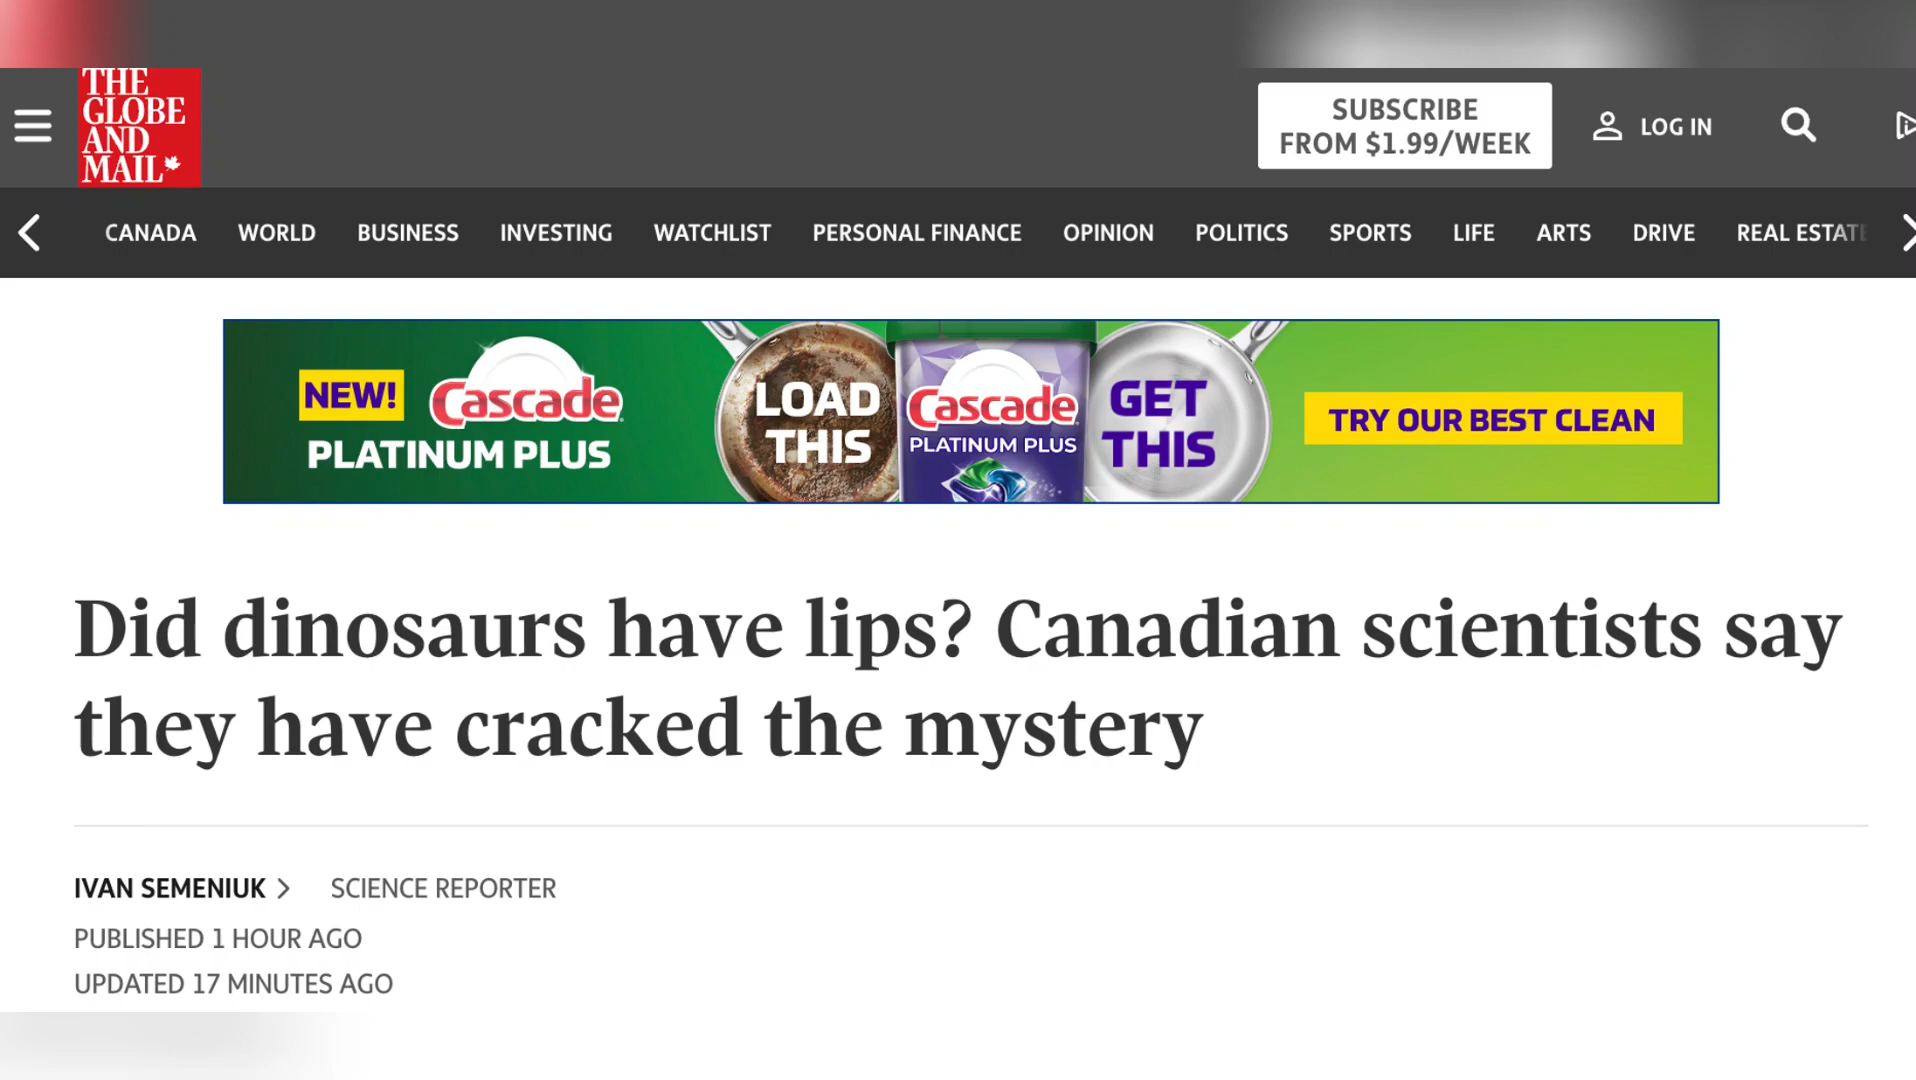 THE
GLOBE
AND
MAIL
SUBSCRIBE
FROM $1.99/WEEK
LOG IN
CANADA WORLD BUSINESS INVESTING WATCHLIST PERSONAL FINANCE OPINION POLITICS SPORTS LIFE ARTS DRIVE REAL ESTATE
NEW! Cascade
PLATINUM PLUS
LOAD
THIS
Cascade
PLATINUM PLUS
GET
THIS
TRY OUR BEST CLEAN
Did dinosaurs have lips? Canadian scientists say
they have cracked the mystery
IVAN SEMENIUK > SCIENCE REPORTER
PUBLISHED 1 HOUR AGO
UPDATED 17 MINUTES AGO